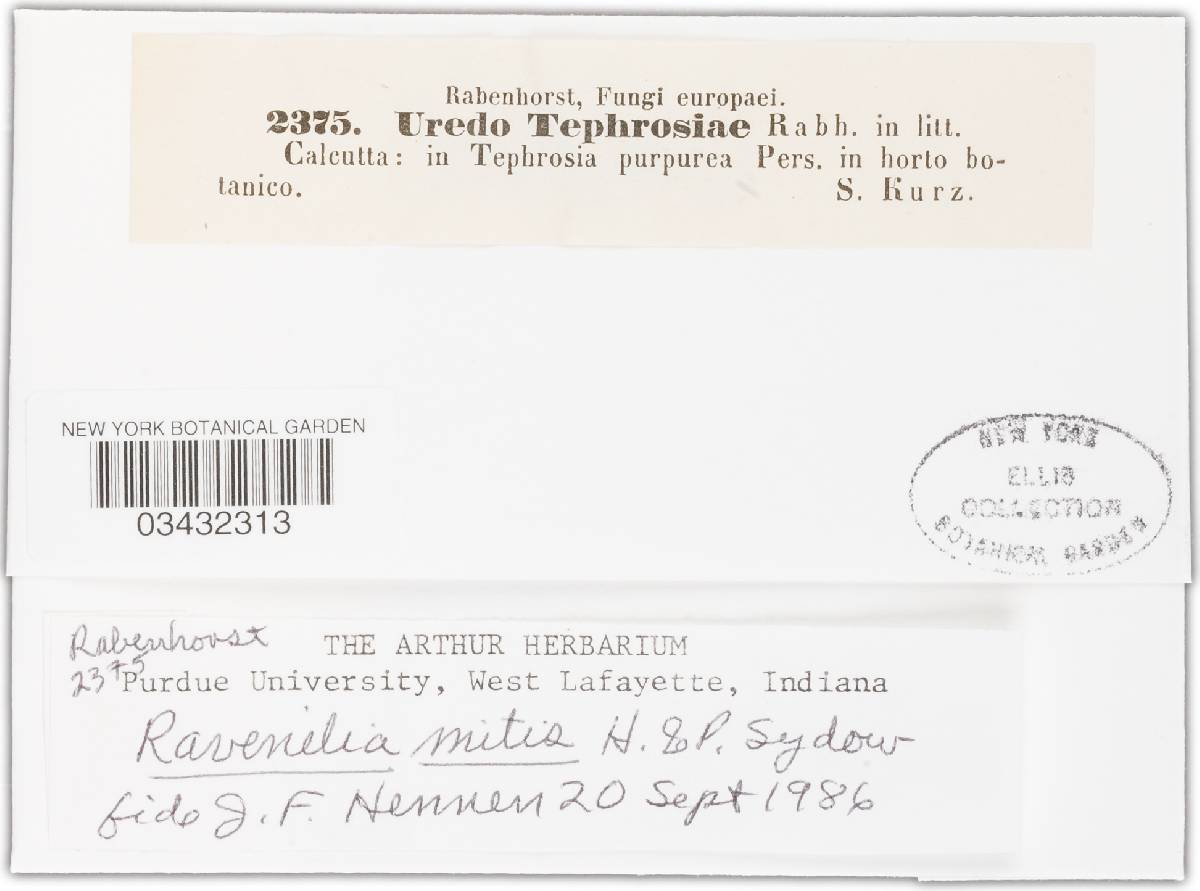 Rabenhorst, Fungi europaei.
2375. Uredo Tephrosiae Rabh. in litt.
Calcutta: in Tephrosia purpurea Pers. in horto bo-
tanico. S. Kurz.
NEW YORK BOTANICAL GARDEN
03432313
NEW YORK
ELLIS
COLLECTION
BOTANICAL GARDEN
Rabenhorst THE ARTHUR HERBARIUM
2375 Purdue University, West Lafayette, Indiana
Ravenelia mitis H. & P. Sydow
fide J. F. Hennen 20 Sept 1986